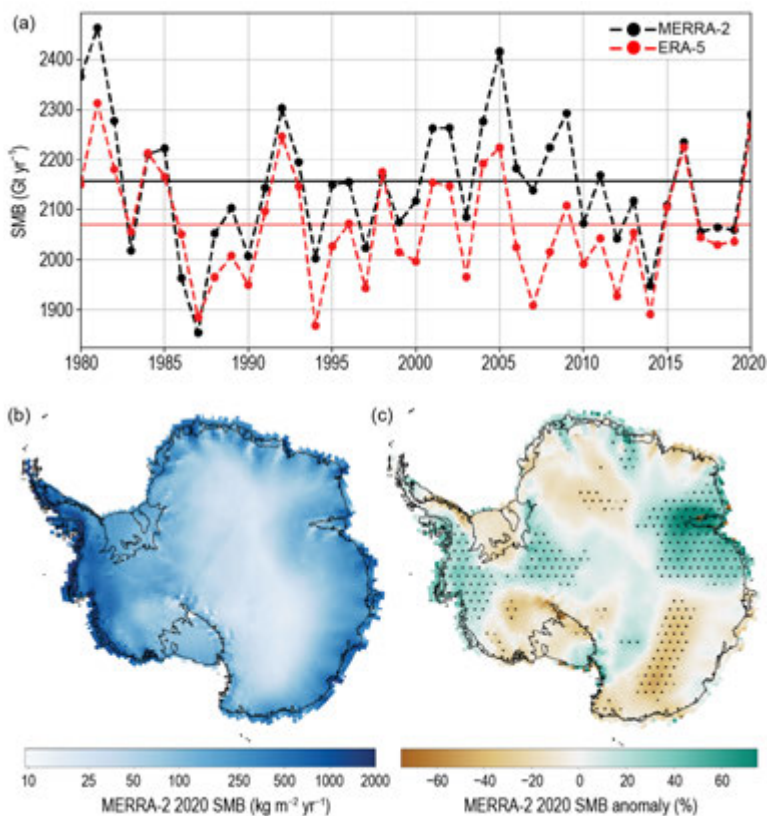 (a)
MERRA-2
ERA-5
SMB (Gt yr⁻¹)
2400
2300
2200
2100
2000
1900
1980 1985 1990 1995 2000 2005 2010 2015 2020
(b)
(c)
10 25 50 100 250 500 1000 2000
MERRA-2 2020 SMB (kg m⁻² yr⁻¹)
−60 −40 −20 0 20 40 60
MERRA-2 2020 SMB anomaly (%)